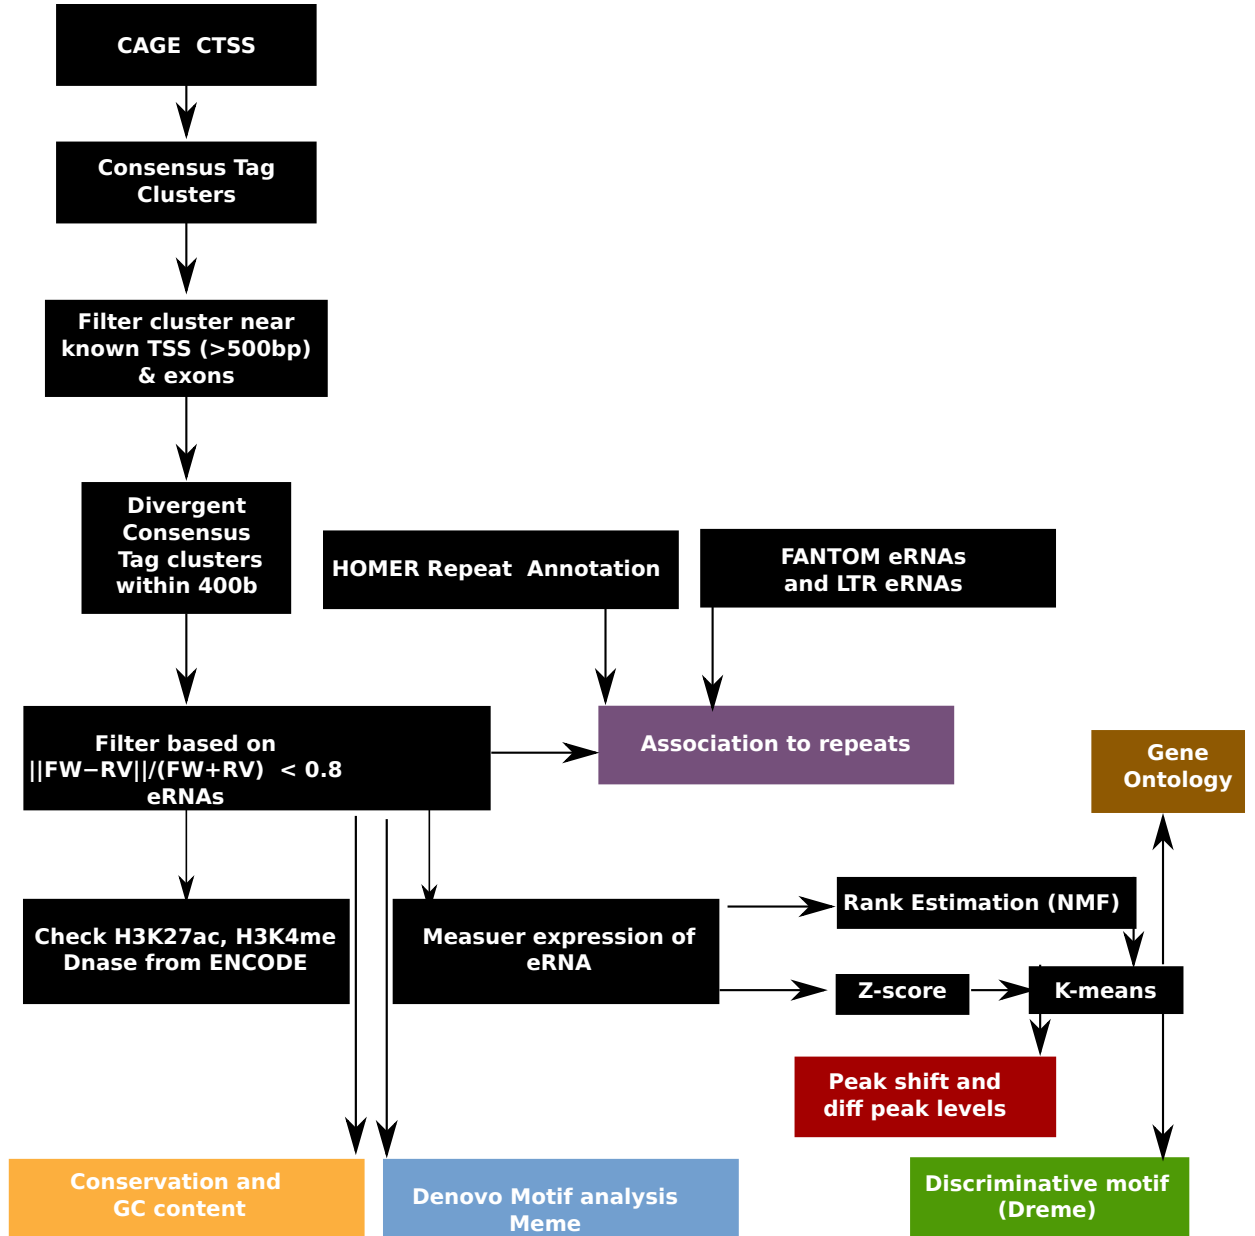 CAGE CTSS
Consensus Tag
Clusters
Filter cluster near
known TSS (>500bp)
& exons
Divergent
Consensus
Tag clusters
within 400b
HOMER Repeat Annotation
FANTOM eRNAs
and LTR eRNAs
Filter based on
||FW−RV||/(FW+RV) < 0.8
eRNAs
Association to repeats
Gene
Ontology
Check H3K27ac, H3K4me
Dnase from ENCODE
Measuer expression of
eRNA
Rank Estimation (NMF)
Z-score
K-means
Peak shift and
diff peak levels
Conservation and
GC content
Denovo Motif analysis
Meme
Discriminative motif
(Dreme)